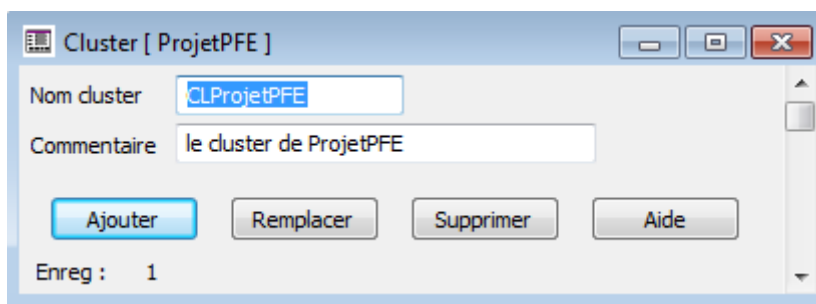 Cluster [ ProjetPFE ]
Nom cluster CLProjetPFE
Commentaire le cluster de ProjetPFE
Ajouter Remplacer Supprimer Aide
Enreg : 1